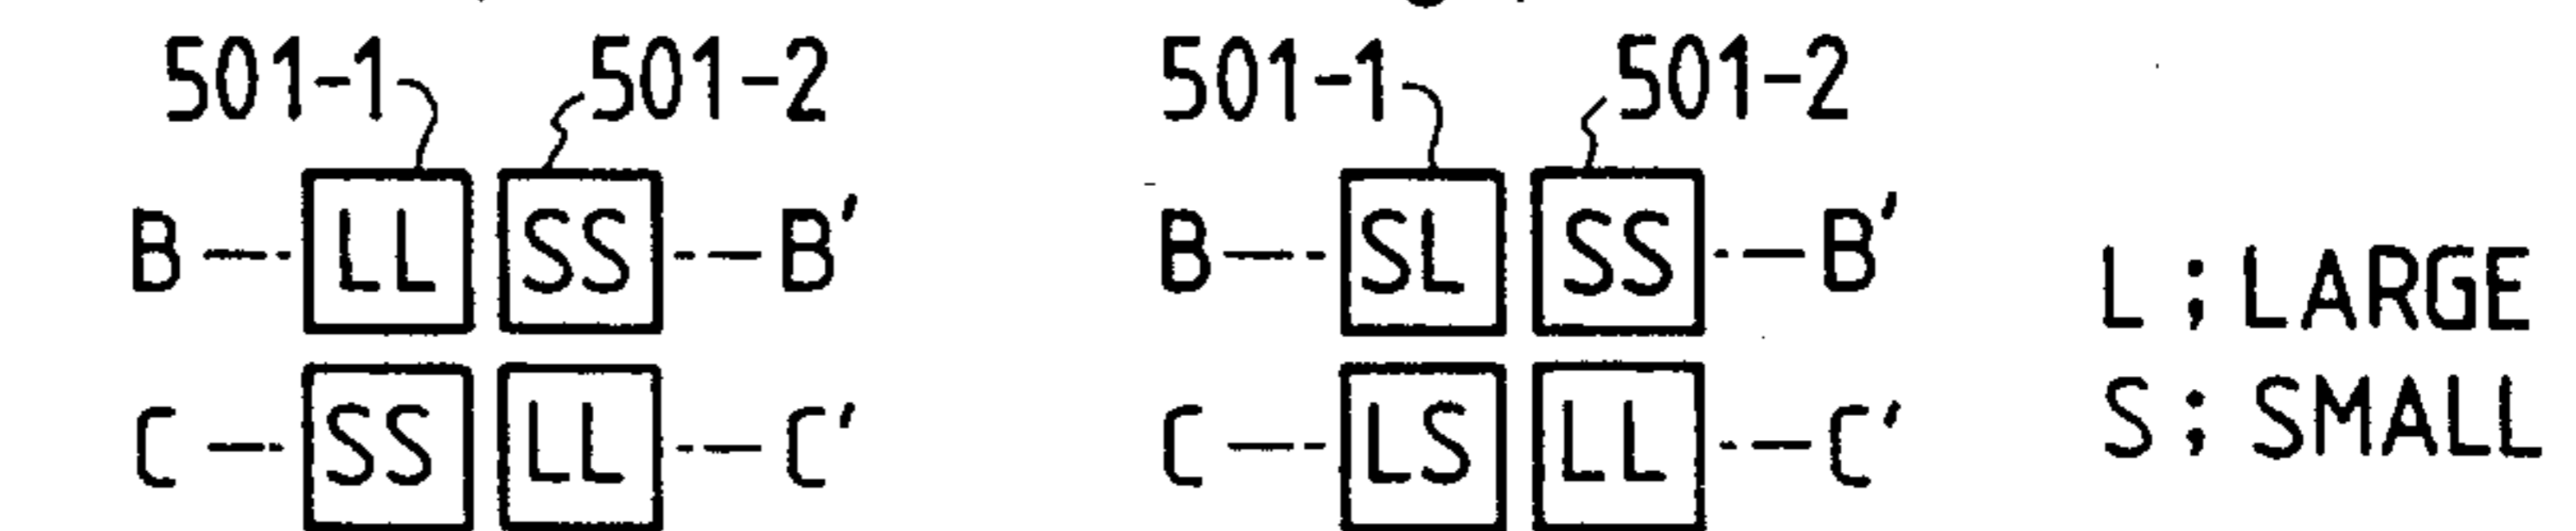 501-1 501-2 501-1 501-2
B LL SS B' B SL SS B'
L ; LARGE
C SS LL C' C LS LL C'
S ; SMALL